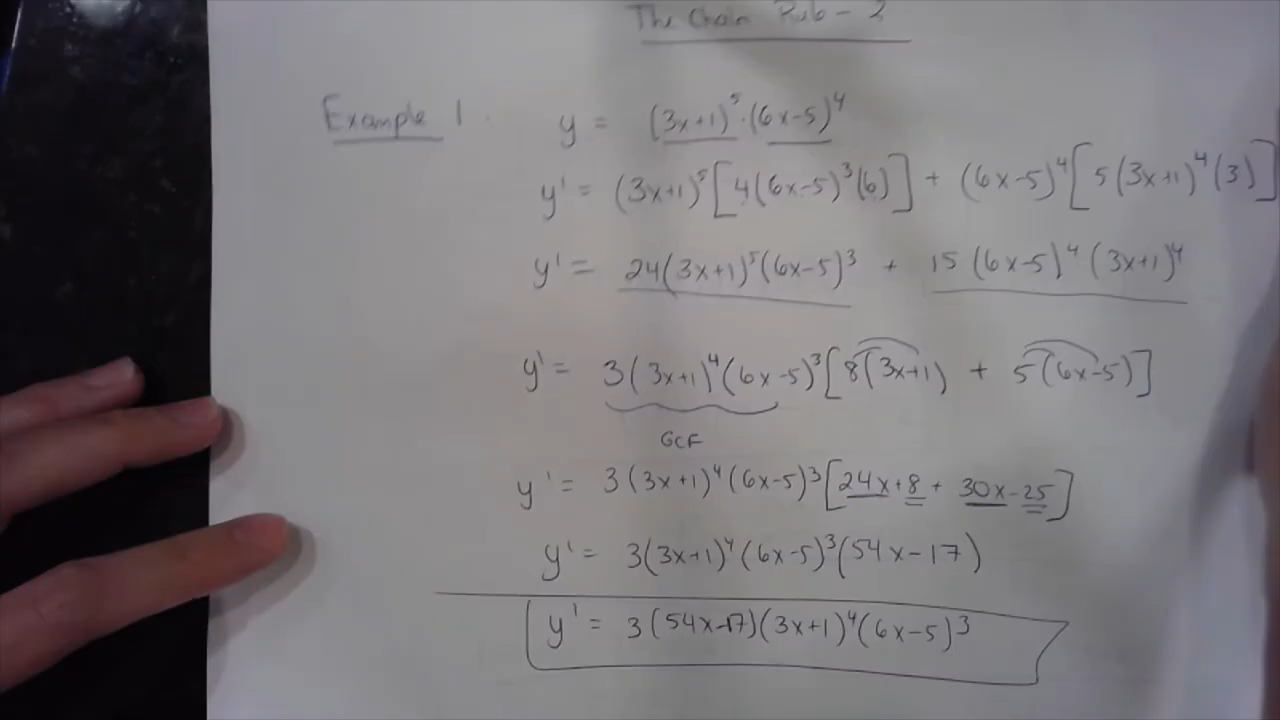 The Chain Rule - 2
Example 1.
y = (3x+1)⁵·(6x-5)⁴
y' = (3x+1)⁵[4(6x-5)³(6)] + (6x-5)⁴[5(3x+1)⁴(3)]
y' = 24(3x+1)⁵(6x-5)³ + 15(6x-5)⁴(3x+1)⁴
y' = 3(3x+1)⁴(6x-5)³[8(3x+1) + 5(6x-5)]
GCF
y' = 3(3x+1)⁴(6x-5)³[24x+8 + 30x-25]
y' = 3(3x+1)⁴(6x-5)³(54x-17)
y' = 3(54x-17)(3x+1)⁴(6x-5)³